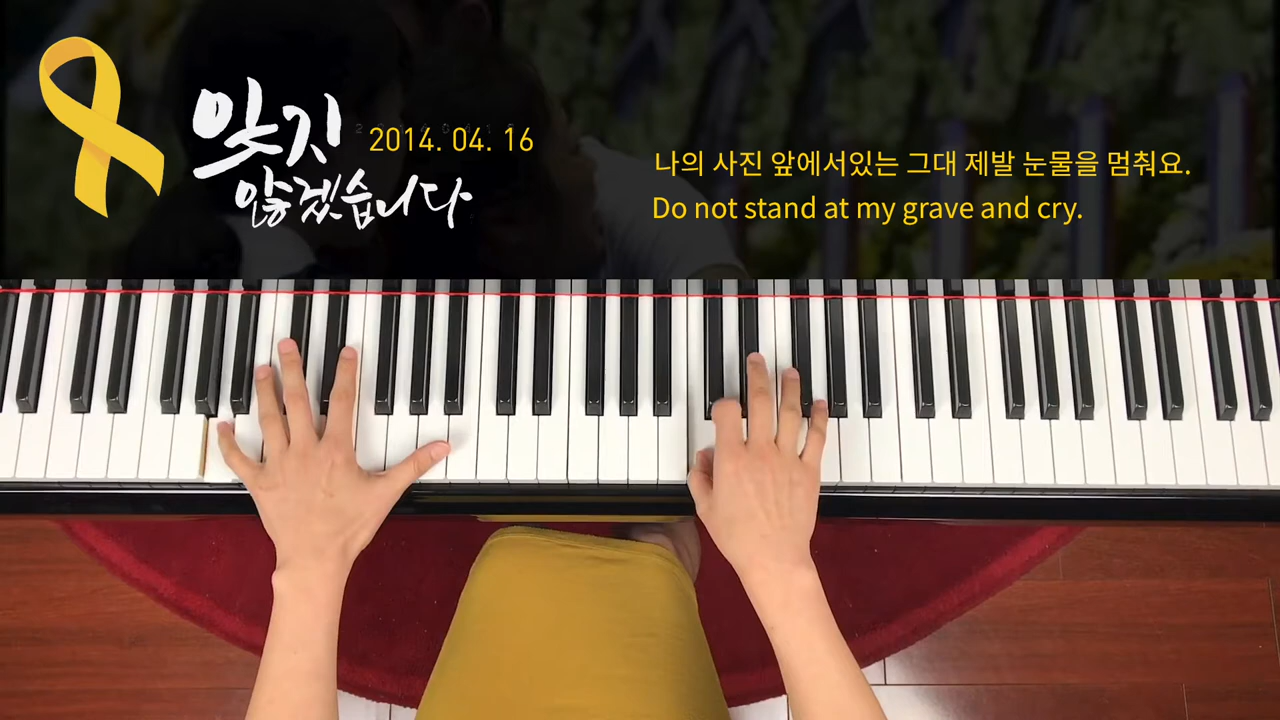 잊지
않겠습니다
2014. 04. 16
나의 사진 앞에서있는 그대 제발 눈물을 멈춰요.
Do not stand at my grave and cry.